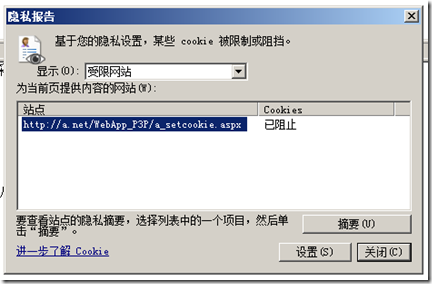 隐私报告
基于您的隐私设置，某些 cookie 被限制或阻挡。
显示(O): 受限网站
为当前页提供内容的网站(W):
站点 Cookies
http://a.net/WebApp_P3P/a_setcookie.aspx 已阻止
要查看站点的隐私摘要，选择列表中的一个项目，然后单
击“摘要”。
摘要(U)
进一步了解 Cookie
设置(S) 关闭(C)